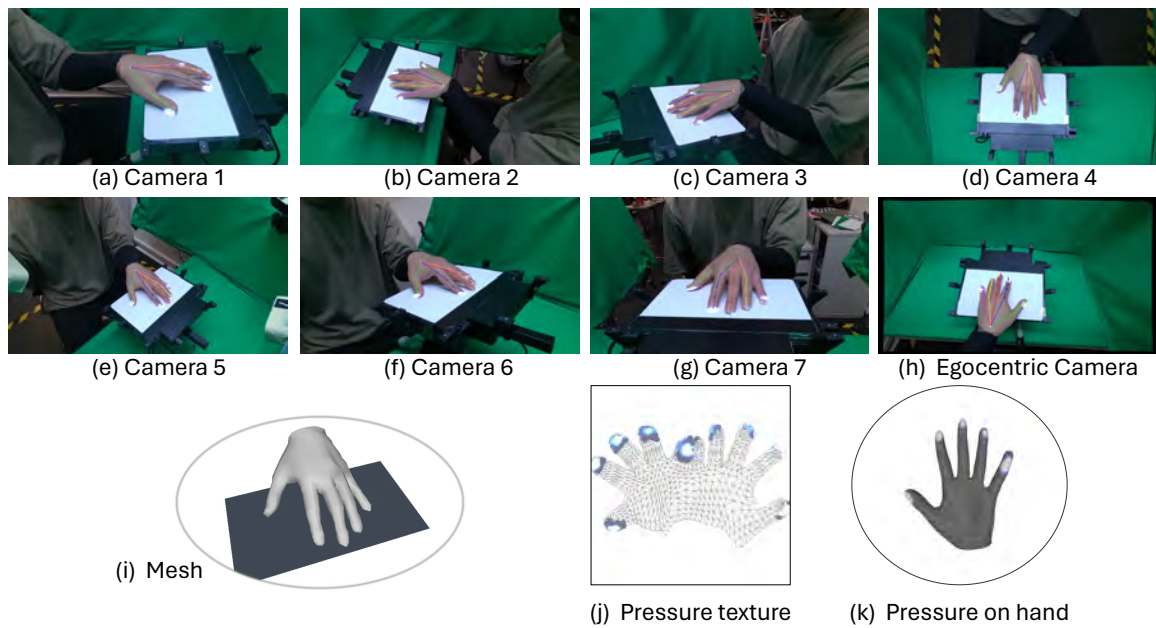 (a) Camera 1
(b) Camera 2
(c) Camera 3
(d) Camera 4
(e) Camera 5
(f) Camera 6
(g) Camera 7
(h) Egocentric Camera
(i) Mesh
(j) Pressure texture
(k) Pressure on hand